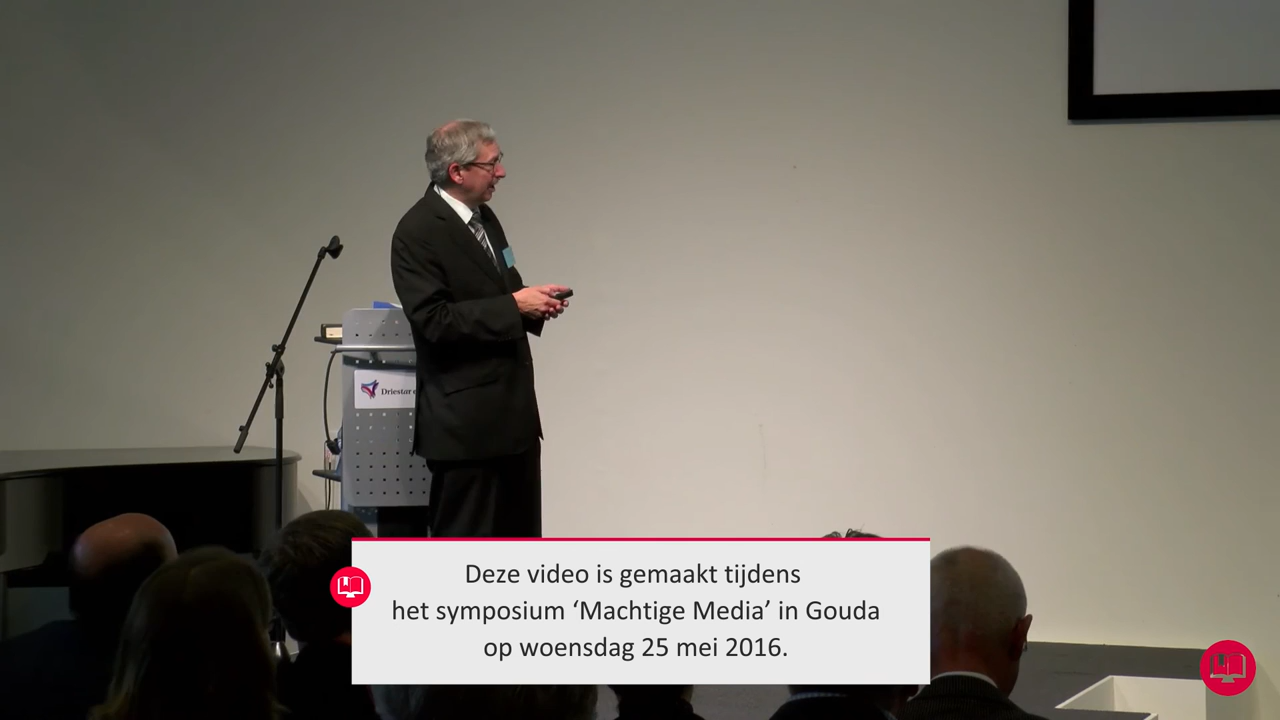 Driestar
Deze video is gemaakt tijdens
het symposium ‘Machtige Media’ in Gouda
op woensdag 25 mei 2016.